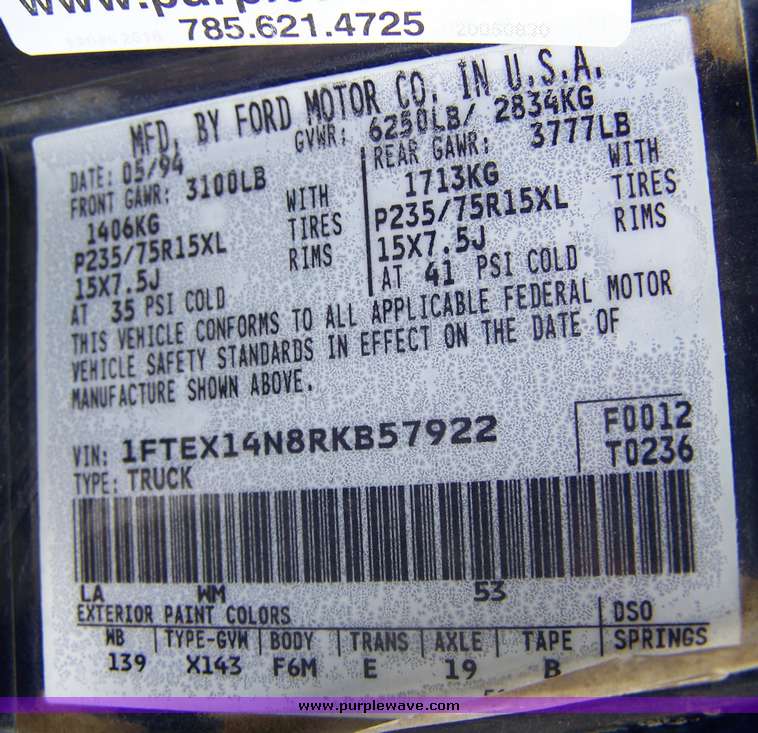 785.621.4725
20050830
MFD. BY FORD MOTOR CO. IN U.S.A.
DATE: 05/94 GVWR: 6250LB/ 2834KG
FRONT GAWR: 3100LB REAR GAWR: 3777LB
1406KG WITH 1713KG WITH
P235/75R15XL TIRES P235/75R15XL TIRES
15X7.5J RIMS 15X7.5J RIMS
AT 35 PSI COLD AT 41 PSI COLD
THIS VEHICLE CONFORMS TO ALL APPLICABLE FEDERAL MOTOR
VEHICLE SAFETY STANDARDS IN EFFECT ON THE DATE OF
MANUFACTURE SHOWN ABOVE.
VIN: 1FTEX14N8RKB57922 F0012
TYPE: TRUCK T0236
LA WM 53
EXTERIOR PAINT COLORS DSO
WB TYPE-GVW BODY TRANS AXLE TAPE SPRINGS
139 X143 F6M E 19 B
www.purplewave.com